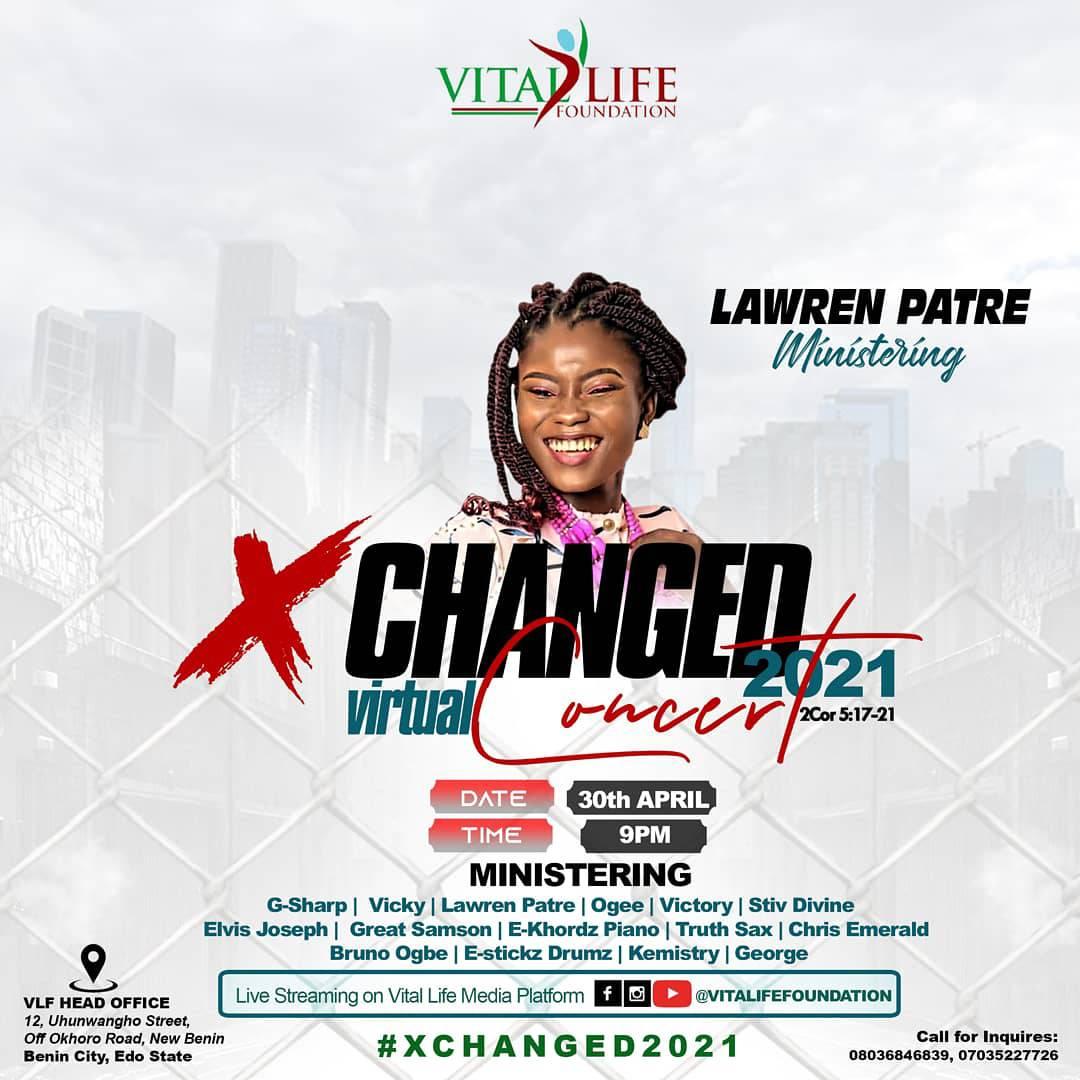 VITAL LIFE
FOUNDATION
LAWREN PATRE
Ministering
X CHANGED
virtual Concert 2021
2Cor 5:17-21
DATE 30th APRIL
TIME 9PM
MINISTERING
G-Sharp | Vicky | Lawren Patre | Ogee | Victory | Stiv Divine
Elvis Joseph | Great Samson | E-Khordz Piano | Truth Sax | Chris Emerald
Bruno Ogbe | E-stickz Drumz | Kemistry | George
Live Streaming on Vital Life Media Platform @VITALIFEFOUNDATION
VLF HEAD OFFICE
12, Uhunwangho Street,
Off Okhoro Road, New Benin
Benin City, Edo State
#XCHANGED2021
Call for Inquires:
08036846839, 07035227726